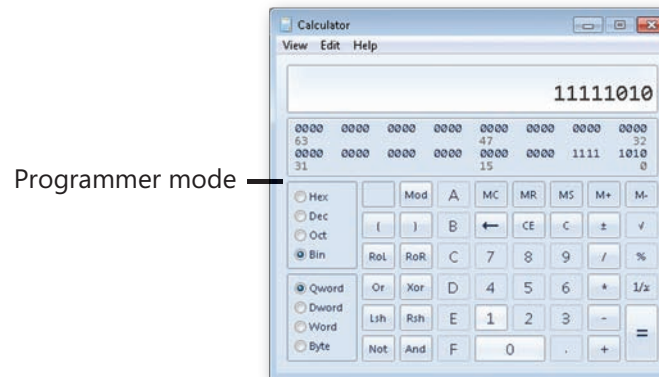 Calculator
View Edit Help
11111010
0000 0000 0000 0000 0000 0000 0000 0000
63 47 32
0000 0000 0000 0000 0000 0000 1111 1010
31 15 0
Programmer mode
Hex Mod A MC MR MS M+ M-
Dec
Oct ( ) B ← CE C ± √
Bin RoL RoR C 7 8 9 / %
Qword Or Xor D 4 5 6 * 1/x
Dword
Word Lsh Rsh E 1 2 3 - =
Byte Not And F 0 . +